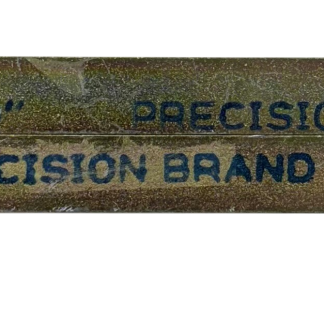 " PRECISIO
CISION BRAND